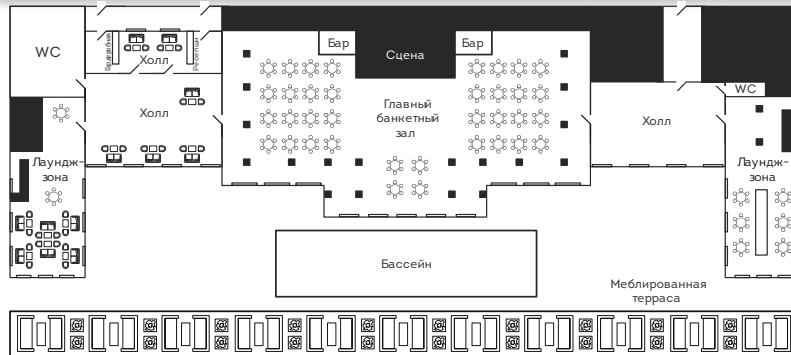 WC
Гардеробная
Холл
Ресепшн
Бар
Сцена
Бар
Холл
Главный
банкетный
зал
Холл
WC
Лаундж-
зона
Лаундж-
зона
Бассейн
Меблированная
терраса